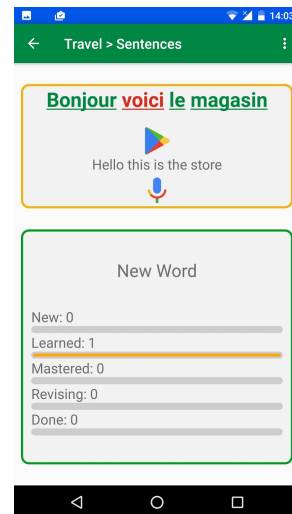 14:03
Travel > Sentences
Bonjour voici le magasin
Hello this is the store
New Word
New: 0
Learned: 1
Mastered: 0
Revising: 0
Done: 0